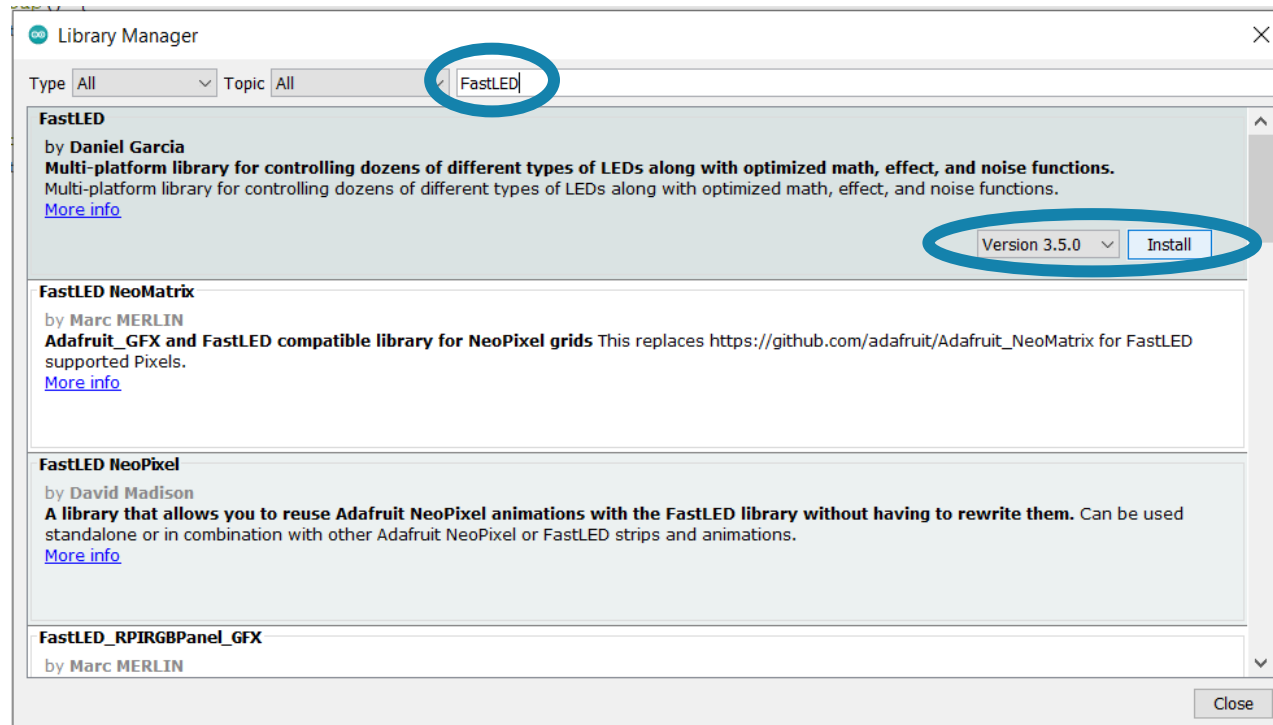 Library Manager
Type All Topic All FastLED
FastLED
by Daniel Garcia
Multi-platform library for controlling dozens of different types of LEDs along with optimized math, effect, and noise functions.
Multi-platform library for controlling dozens of different types of LEDs along with optimized math, effect, and noise functions.
More info
Version 3.5.0 Install
FastLED NeoMatrix
by Marc MERLIN
Adafruit_GFX and FastLED compatible library for NeoPixel grids This replaces https://github.com/adafruit/Adafruit_NeoMatrix for FastLED
supported Pixels.
More info
FastLED NeoPixel
by David Madison
A library that allows you to reuse Adafruit NeoPixel animations with the FastLED library without having to rewrite them. Can be used
standalone or in combination with other Adafruit NeoPixel or FastLED strips and animations.
More info
FastLED_RPIRGBPanel_GFX
by Marc MERLIN
Close